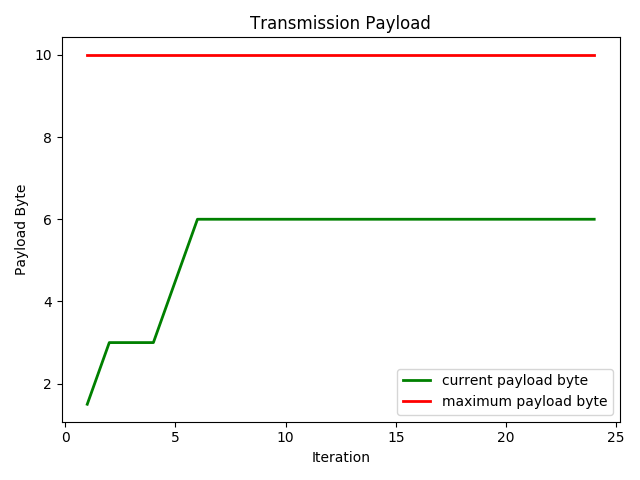 Transmission Payload
10
8
6
4
2
Payload Byte
0 5 10 15 20 25
Iteration
current payload byte
maximum payload byte